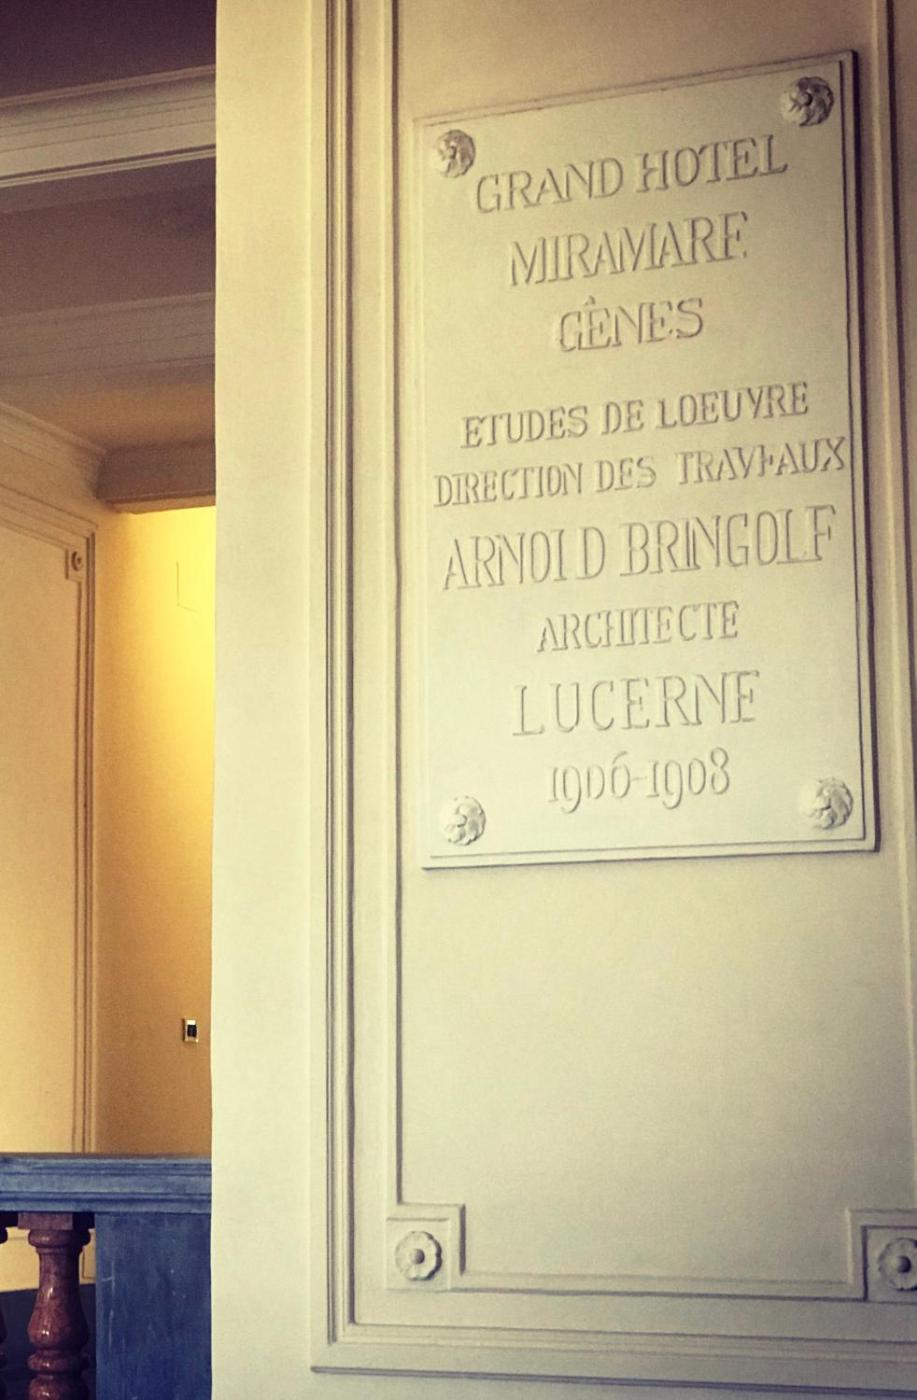 GRAND HOTEL
MIRAMARE
GÊNES
ETUDES DE LOEUVRE
DIRECTION DES TRAVAUX
ARNOLD BRINGOLF
ARCHITECTE
LUCERNE
1906-1908